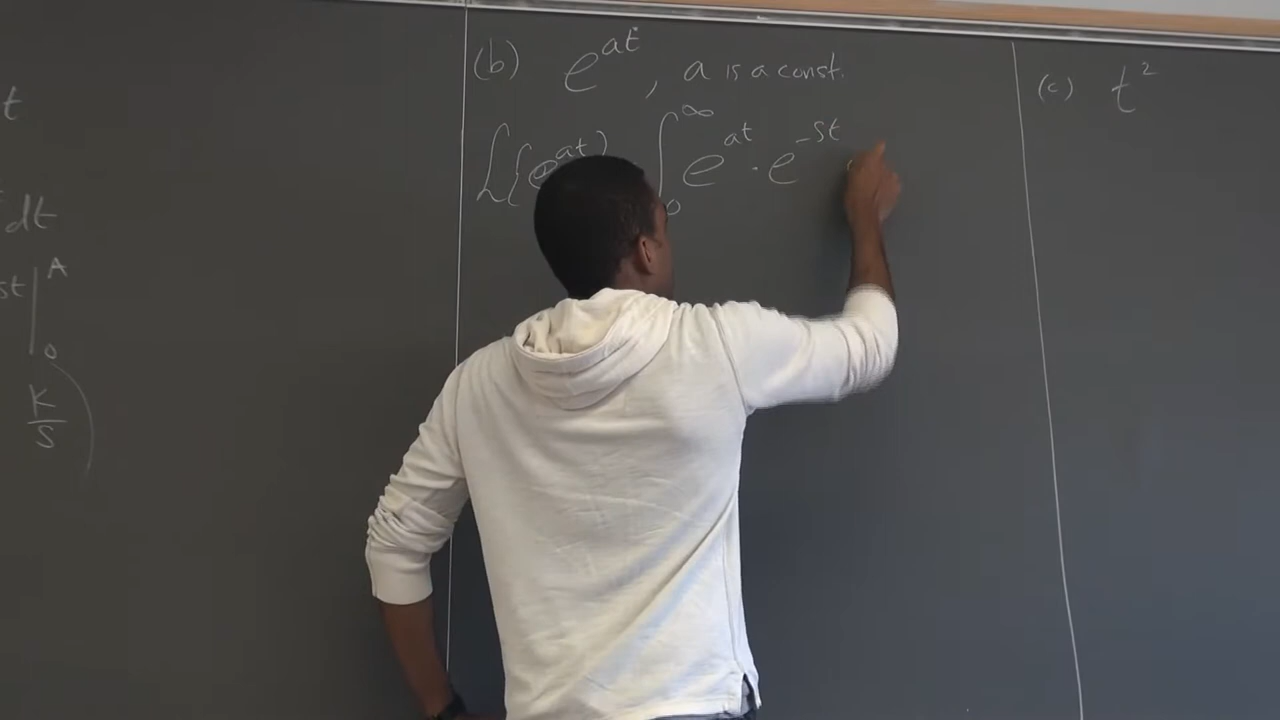 t
dt
st | A
0
K
S
(b) e^{at}, a is a const.
L{e^{at}} ∫_0^∞ e^{at} · e^{-st}
(c) t^2